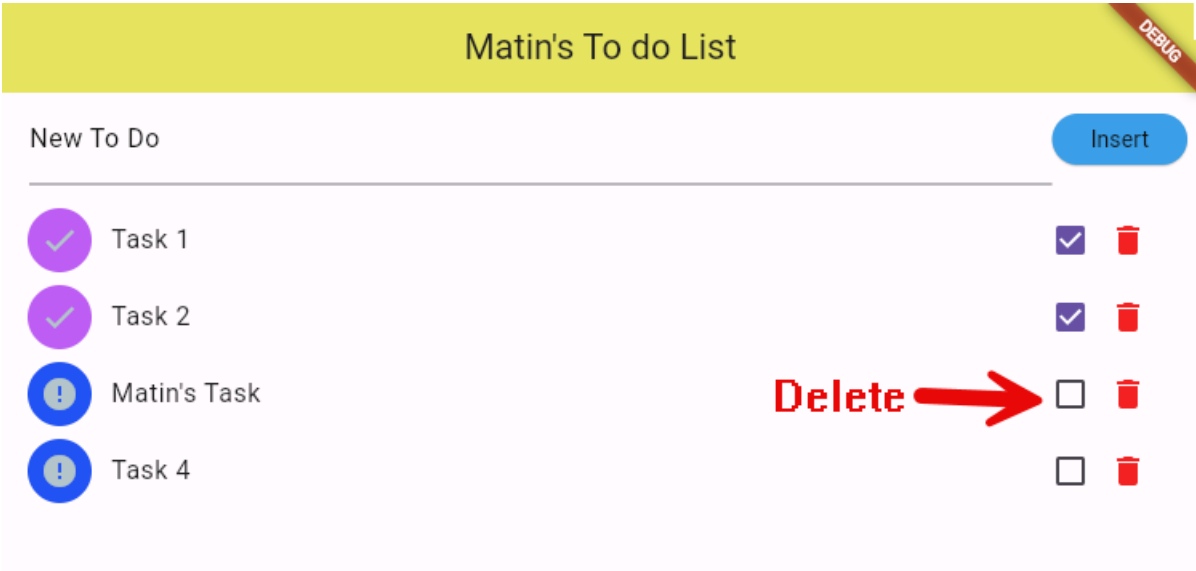 Matin's To do List
DEBUG
New To Do
Insert
Task 1
Task 2
Matin's Task
Delete
Task 4